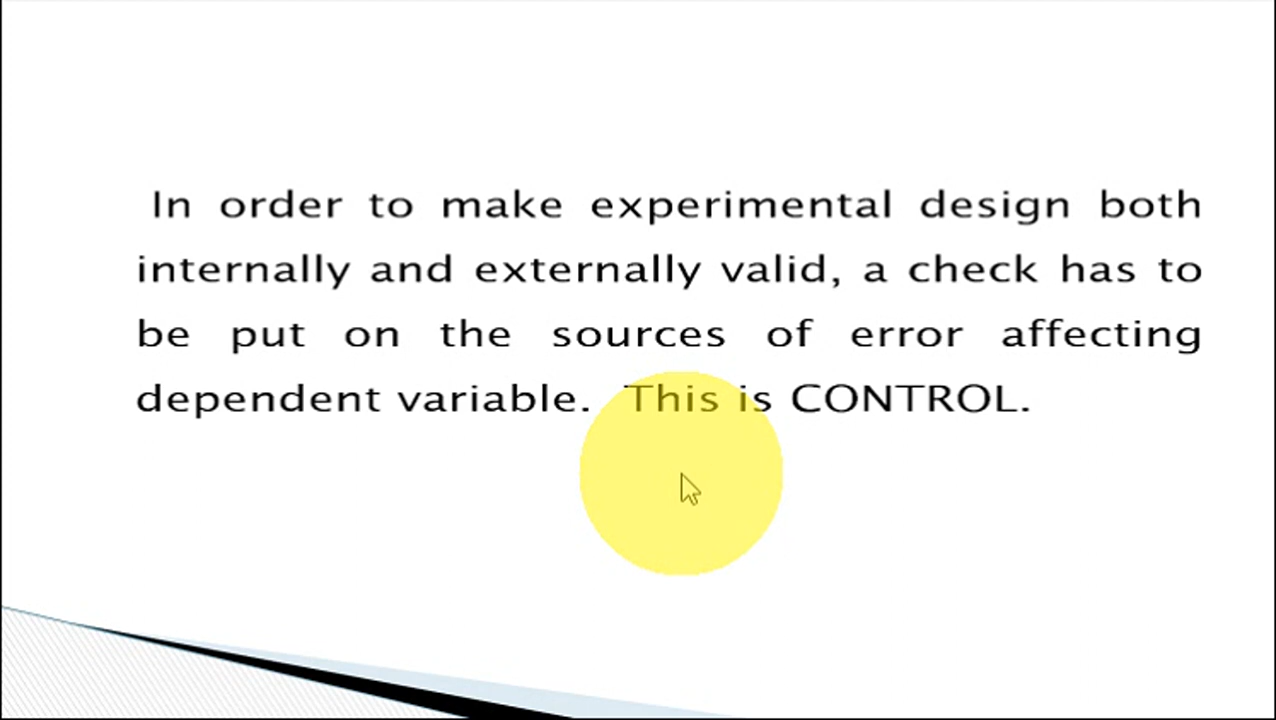 In order to make experimental design both
internally and externally valid, a check has to
be put on the sources of error affecting
dependent variable. This is CONTROL.